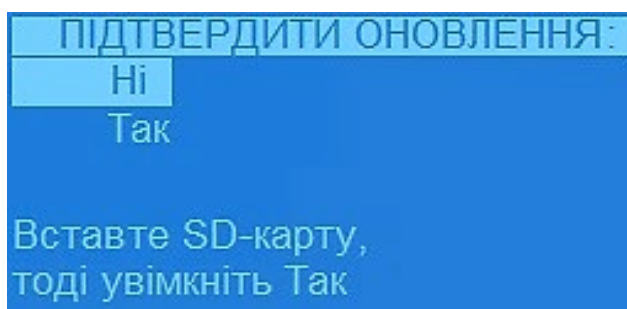 ПІДТВЕРДИТИ ОНОВЛЕННЯ:
Ні
Так
Вставте SD-карту,
тоді увімкніть Так